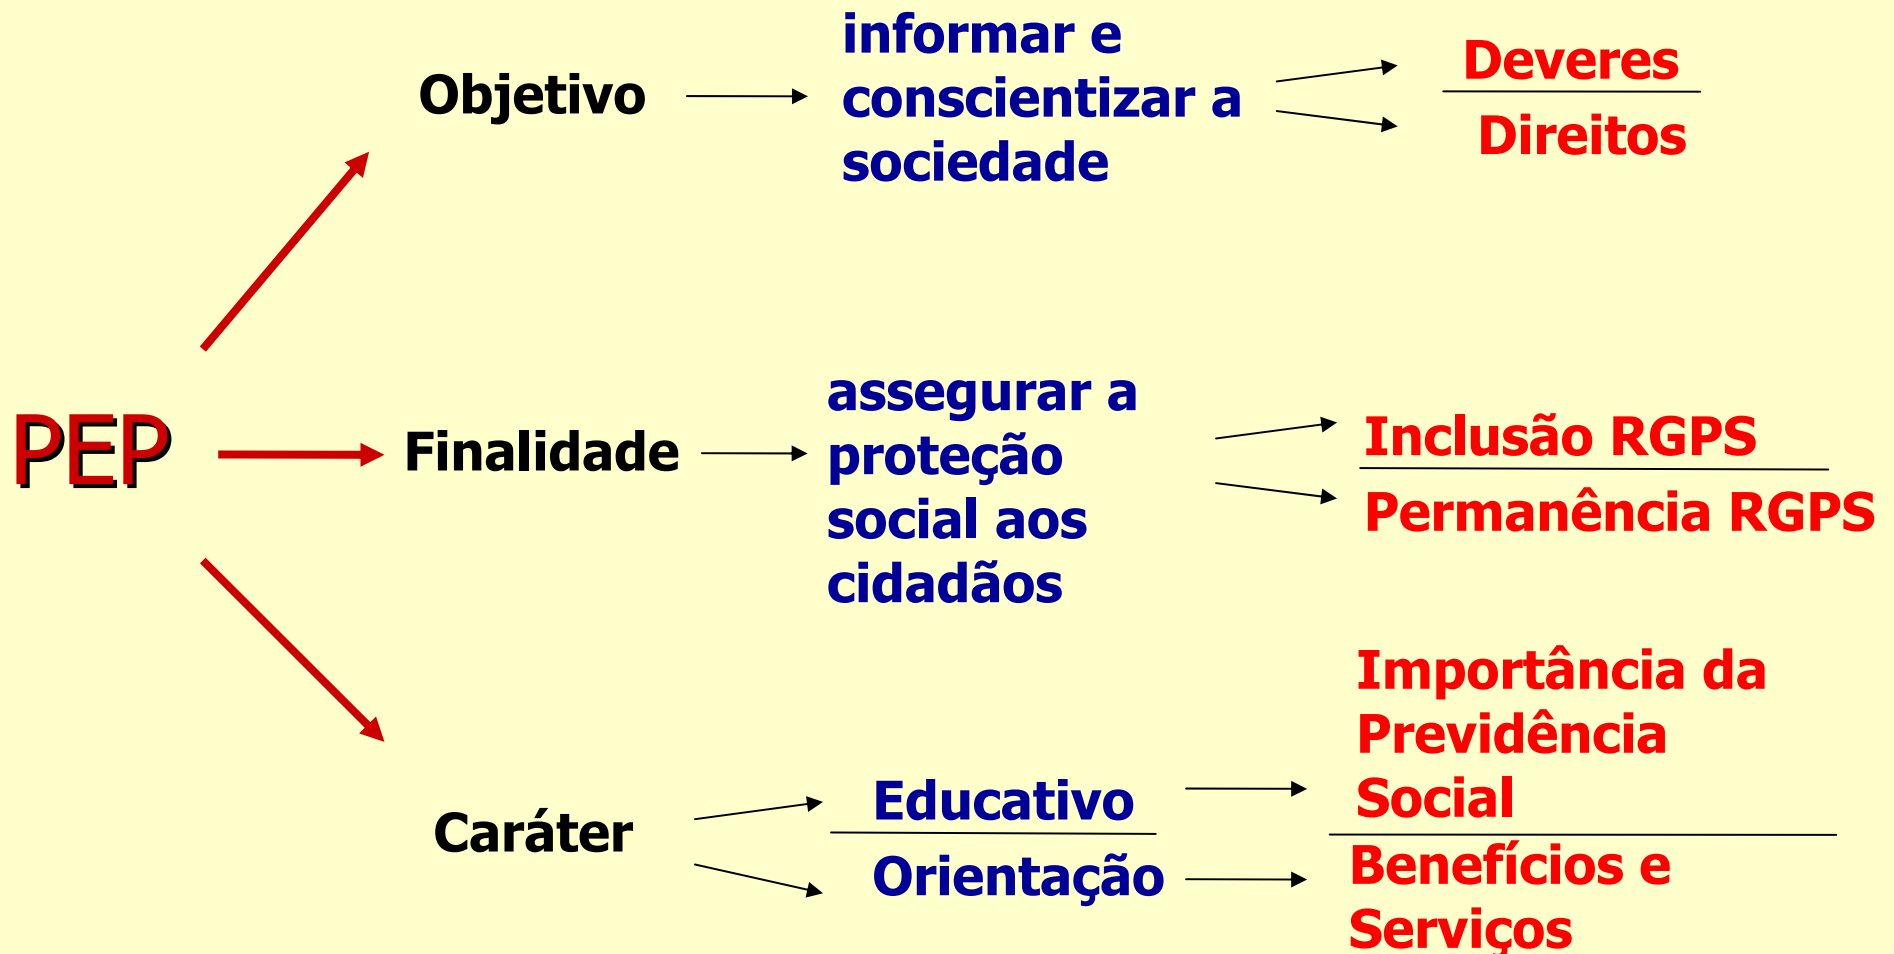 PEP
Objetivo
informar e
conscientizar a
sociedade
Deveres
Direitos
Finalidade
assegurar a
proteção
social aos
cidadãos
Inclusão RGPS
Permanência RGPS
Caráter
Educativo
Orientação
Importância da
Previdência
Social
Benefícios e
Serviços